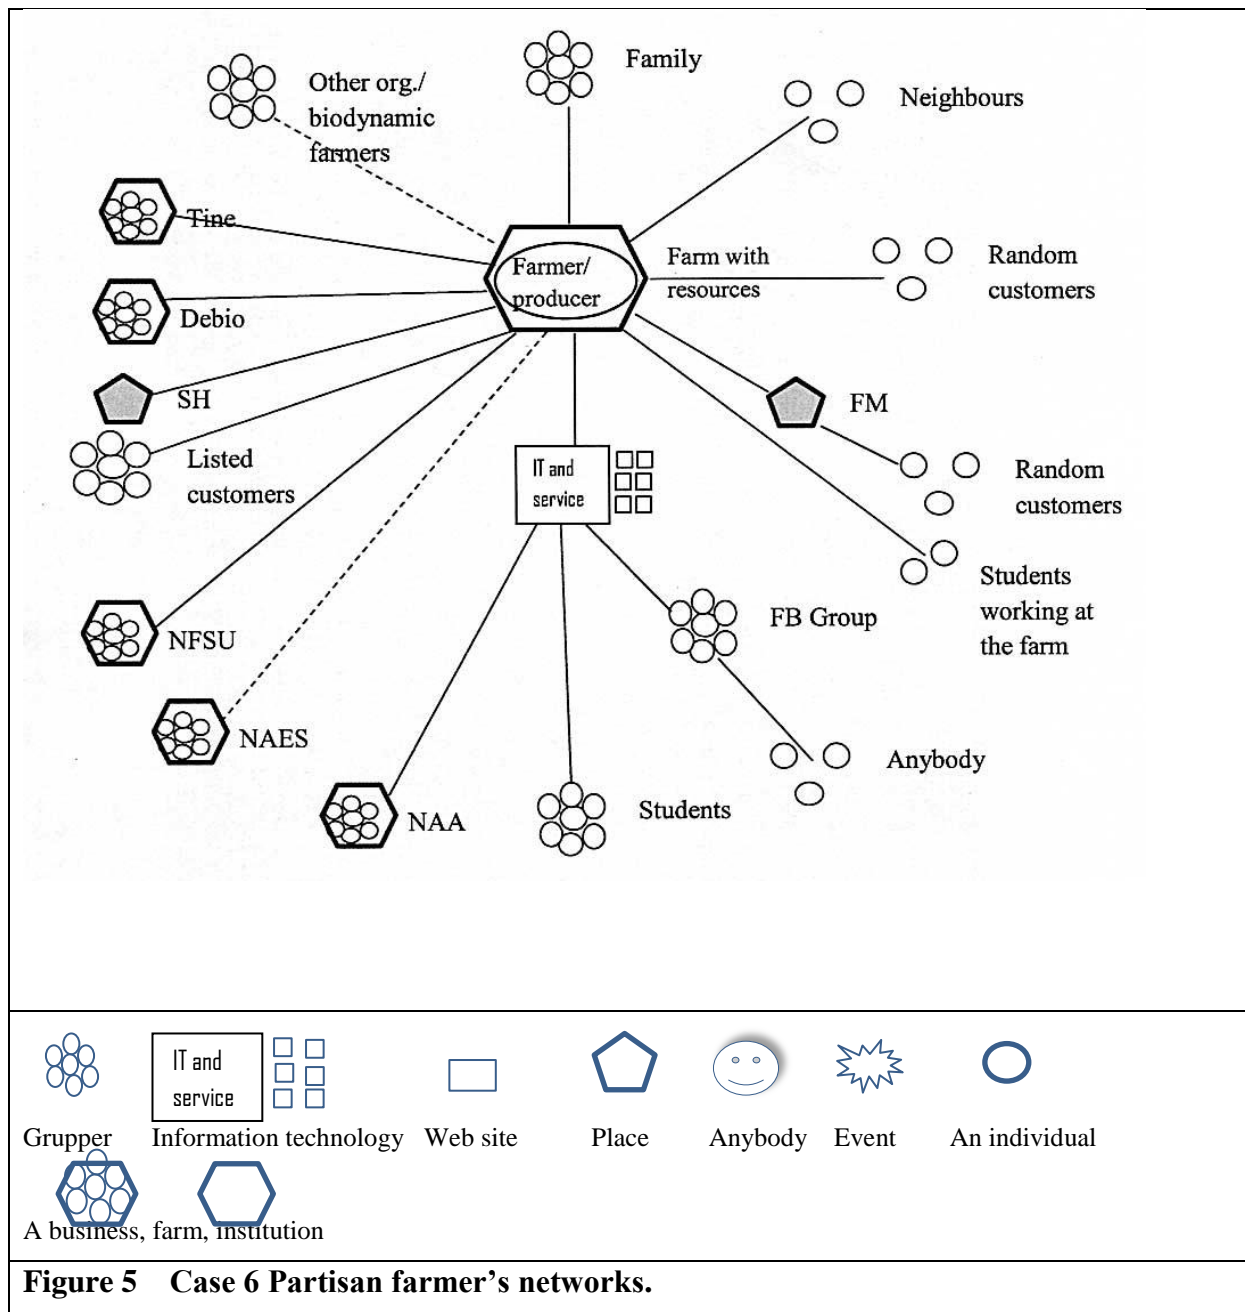 Family
Other org./
biodynamic
farmers
Neighbours
Tine
Farmer/
producer
Farm with
resources
Random
customers
Debio
SH
FM
Listed
customers
IT and
service
Random
customers
Students
working at
the farm
FB Group
NFSU
NAES
Anybody
NAA
Students
IT and
service
Grupper Information technology Web site Place Anybody Event An individual
A business, farm, institution
Figure 5 Case 6 Partisan farmer’s networks.